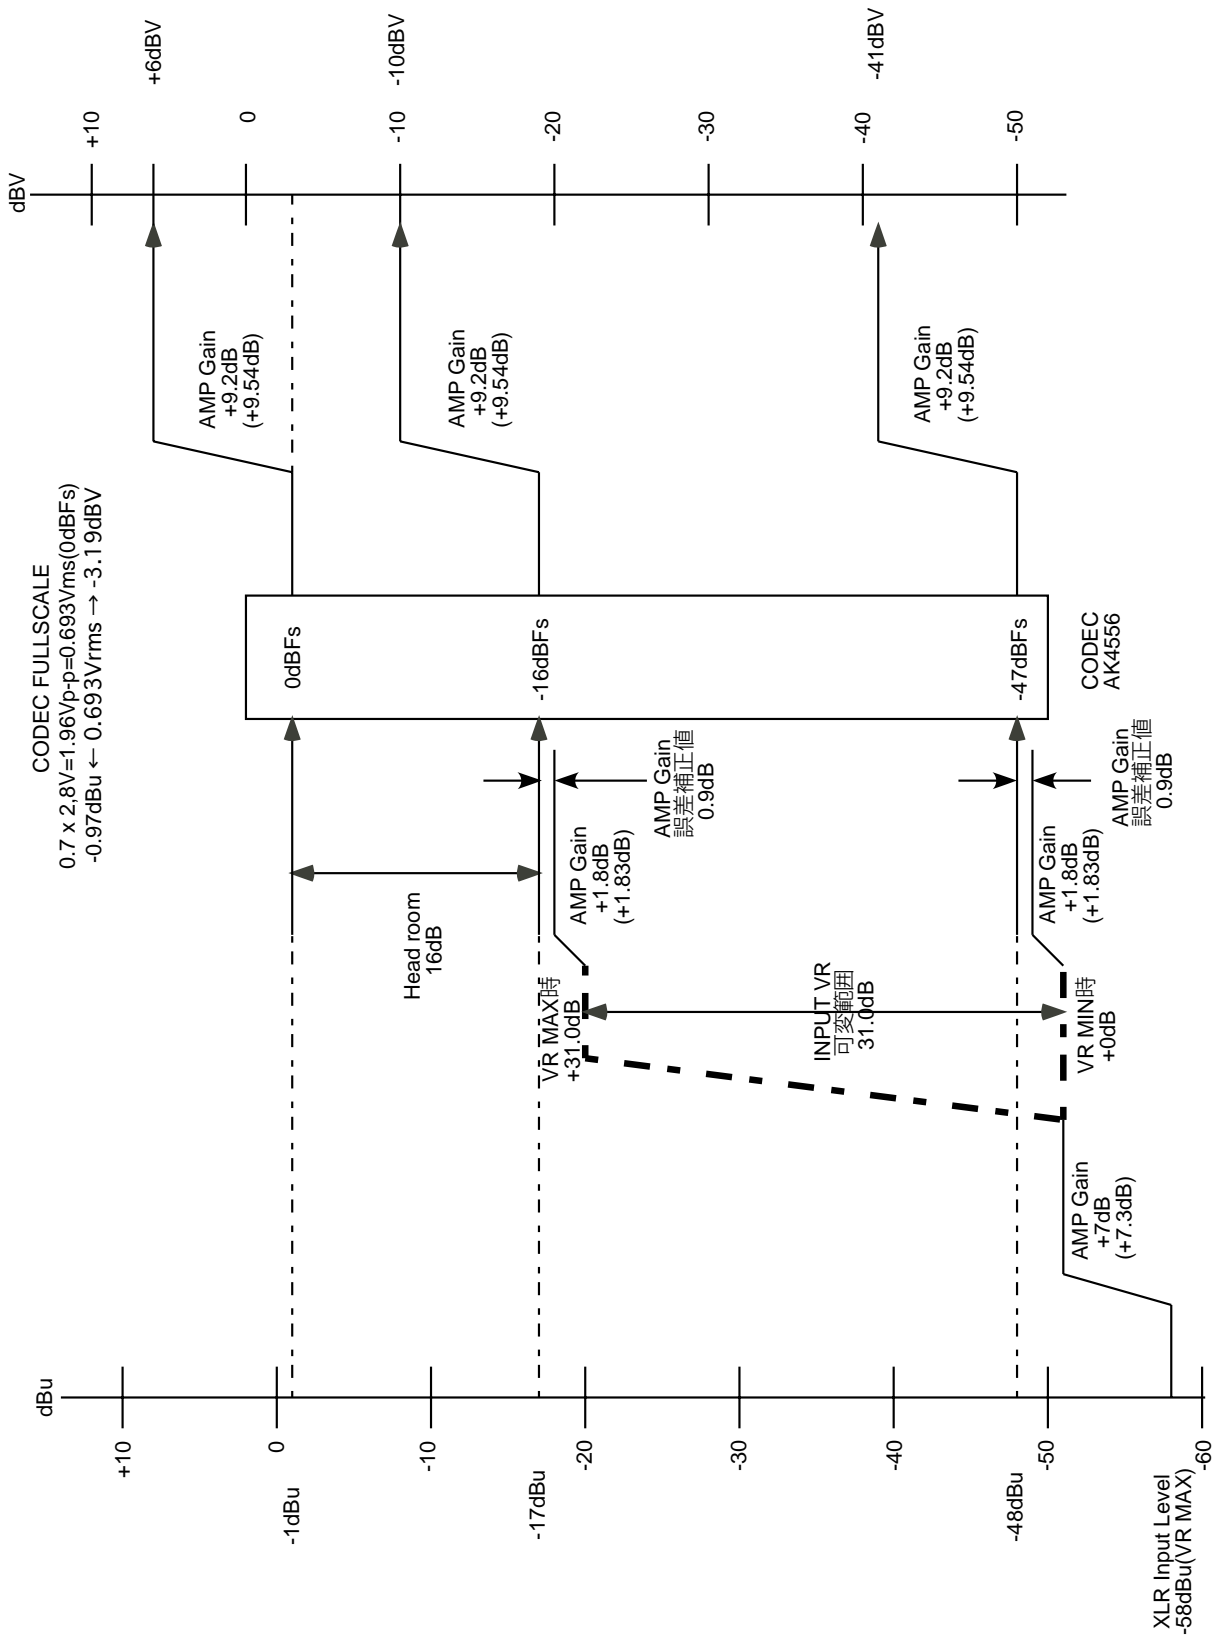 CODEC FULLSCALE
0.7 x 2,8V=1.96Vp-p=0.693Vms(0dBFs)
-0.97dBu ← 0.693Vrms → -3.19dBV
dBu
+10
0
-1dBu
-10
-17dBu
-20
-30
-40
-48dBu
-50
-60
XLR Input Level
-58dBu(VR MAX)
AMP Gain
+7dB
(+7.3dB)
VR MAX時
+31.0dB
INPUT VR
可変範囲
31.0dB
VR MIN時
+0dB
Head room
16dB
AMP Gain
+1.8dB
(+1.83dB)
AMP Gain
誤差補正値
0.9dB
AMP Gain
+1.8dB
(+1.83dB)
AMP Gain
誤差補正値
0.9dB
0dBFs
-16dBFs
-47dBFs
CODEC
AK4556
AMP Gain
+9.2dB
(+9.54dB)
AMP Gain
+9.2dB
(+9.54dB)
AMP Gain
+9.2dB
(+9.54dB)
dBV
+10
+6dBV
0
-10
-10dBV
-20
-30
-40
-41dBV
-50